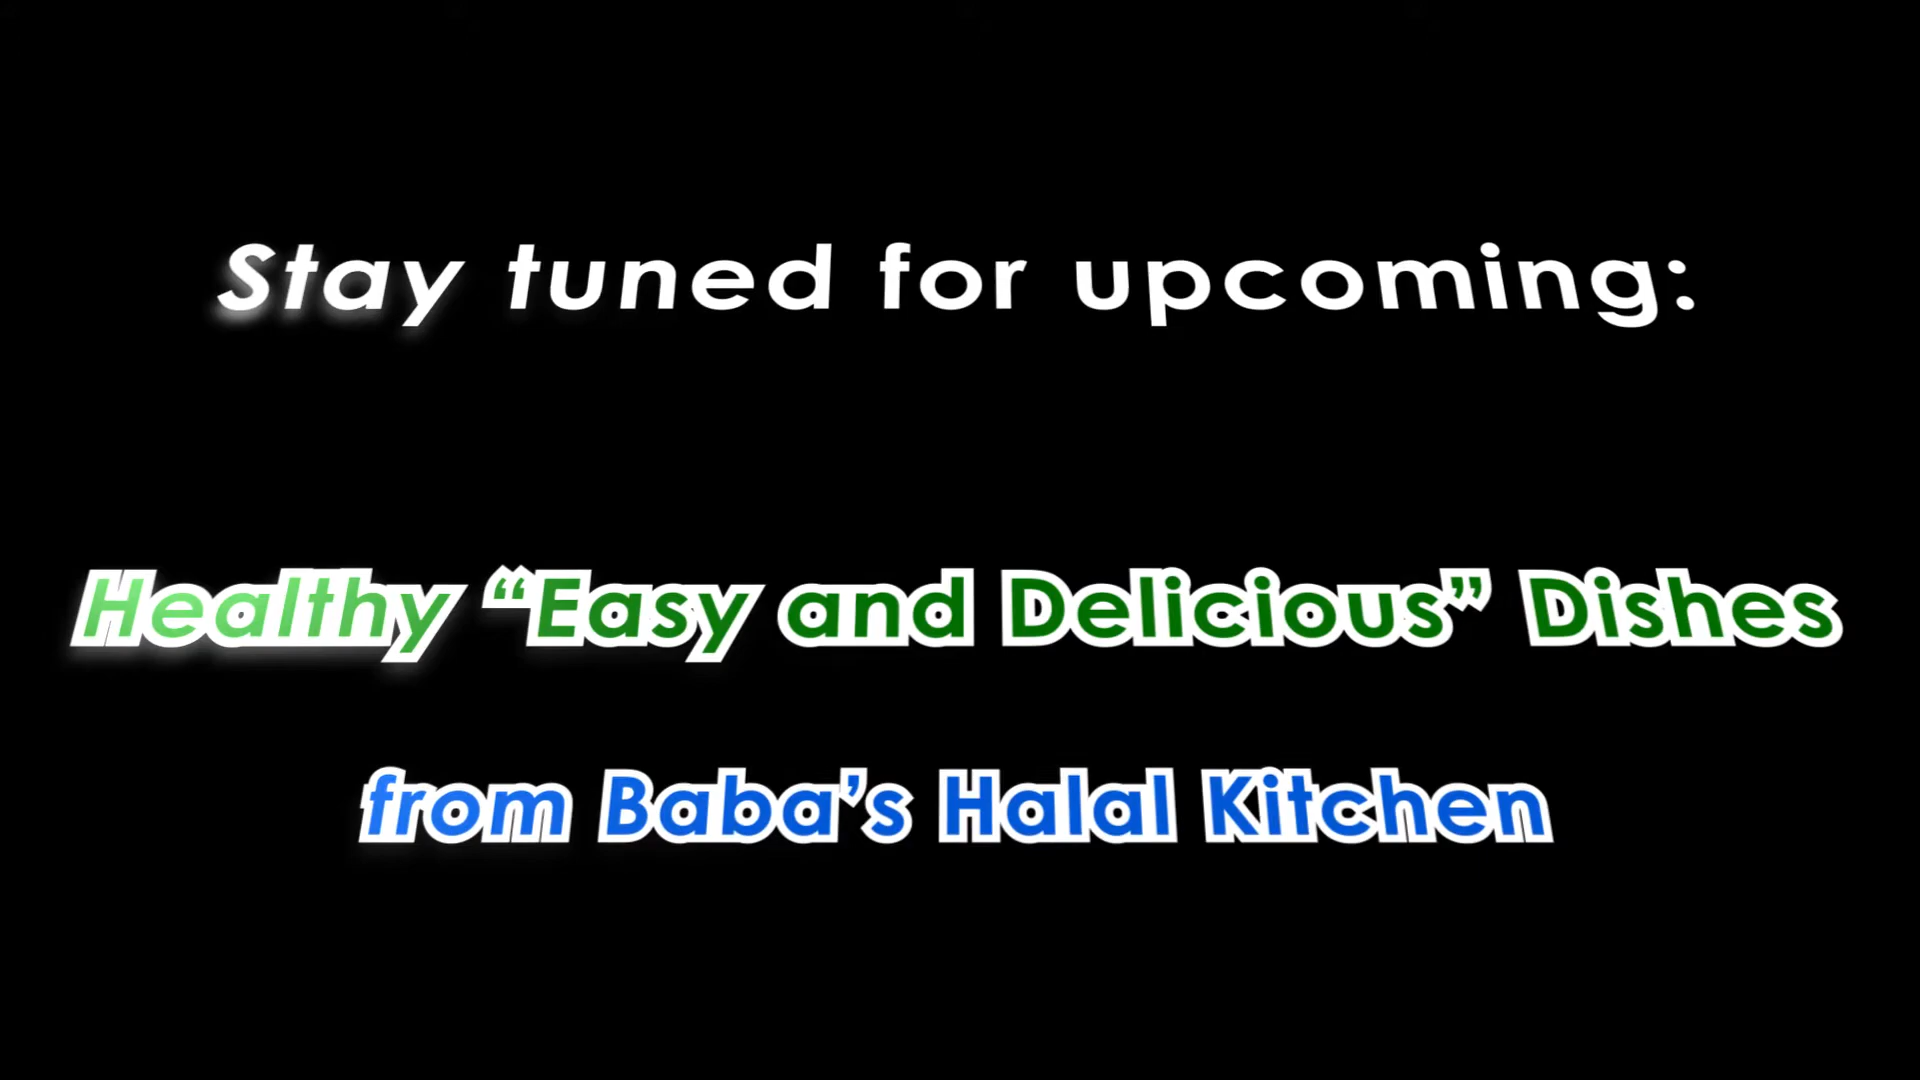 Stay tuned for upcoming:
Healthy “Easy and Delicious” Dishes
from Baba’s Halal Kitchen